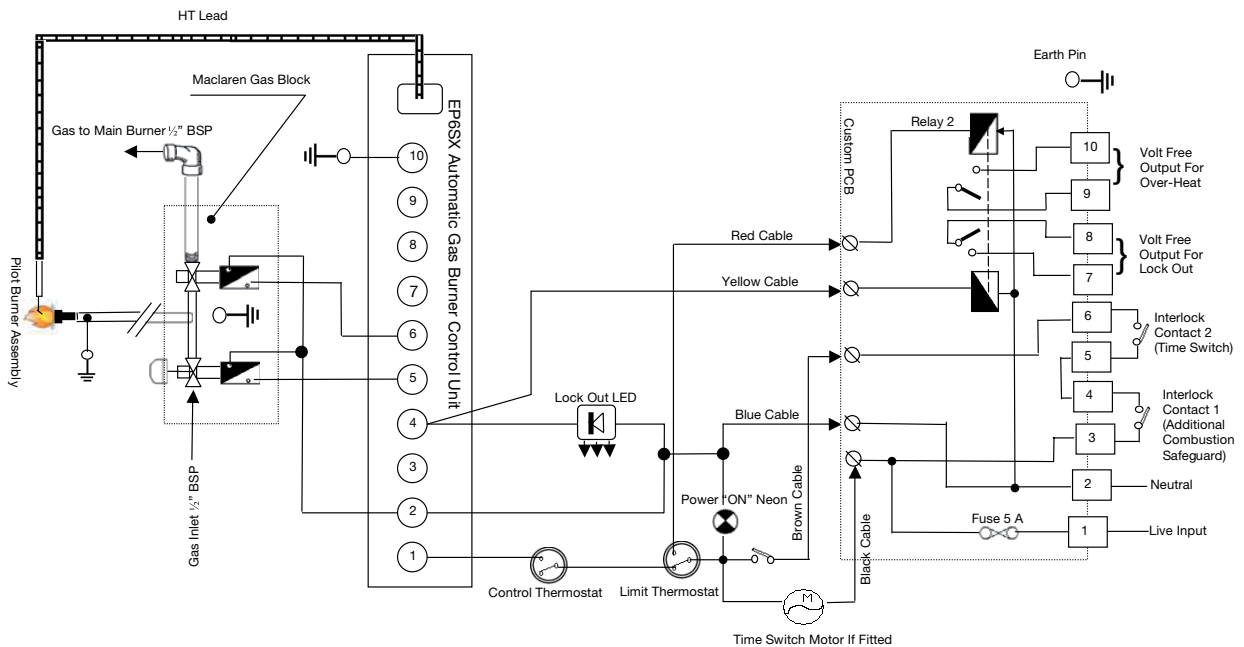 HT Lead
Maclaren Gas Block
Gas to Main Burner ½" BSP
Pilot Burner Assembly
Gas Inlet ½" BSP
EP6SX Automatic Gas Burner Control Unit
10
9
8
7
6
5
4
3
2
1
Lock Out LED
Control Thermostat
Limit Thermostat
Power "ON" Neon
M
Time Switch Motor If Fitted
Red Cable
Yellow Cable
Blue Cable
Brown Cable
Black Cable
Earth Pin
Custom PCB
Relay 2
Fuse 5 A
10
9
Volt Free
Output For
Over-Heat
8
7
Volt Free
Output For
Lock Out
6
5
Interlock
Contact 2
(Time Switch)
4
3
Interlock
Contact 1
(Additional
Combustion
Safeguard)
2
Neutral
1
Live Input